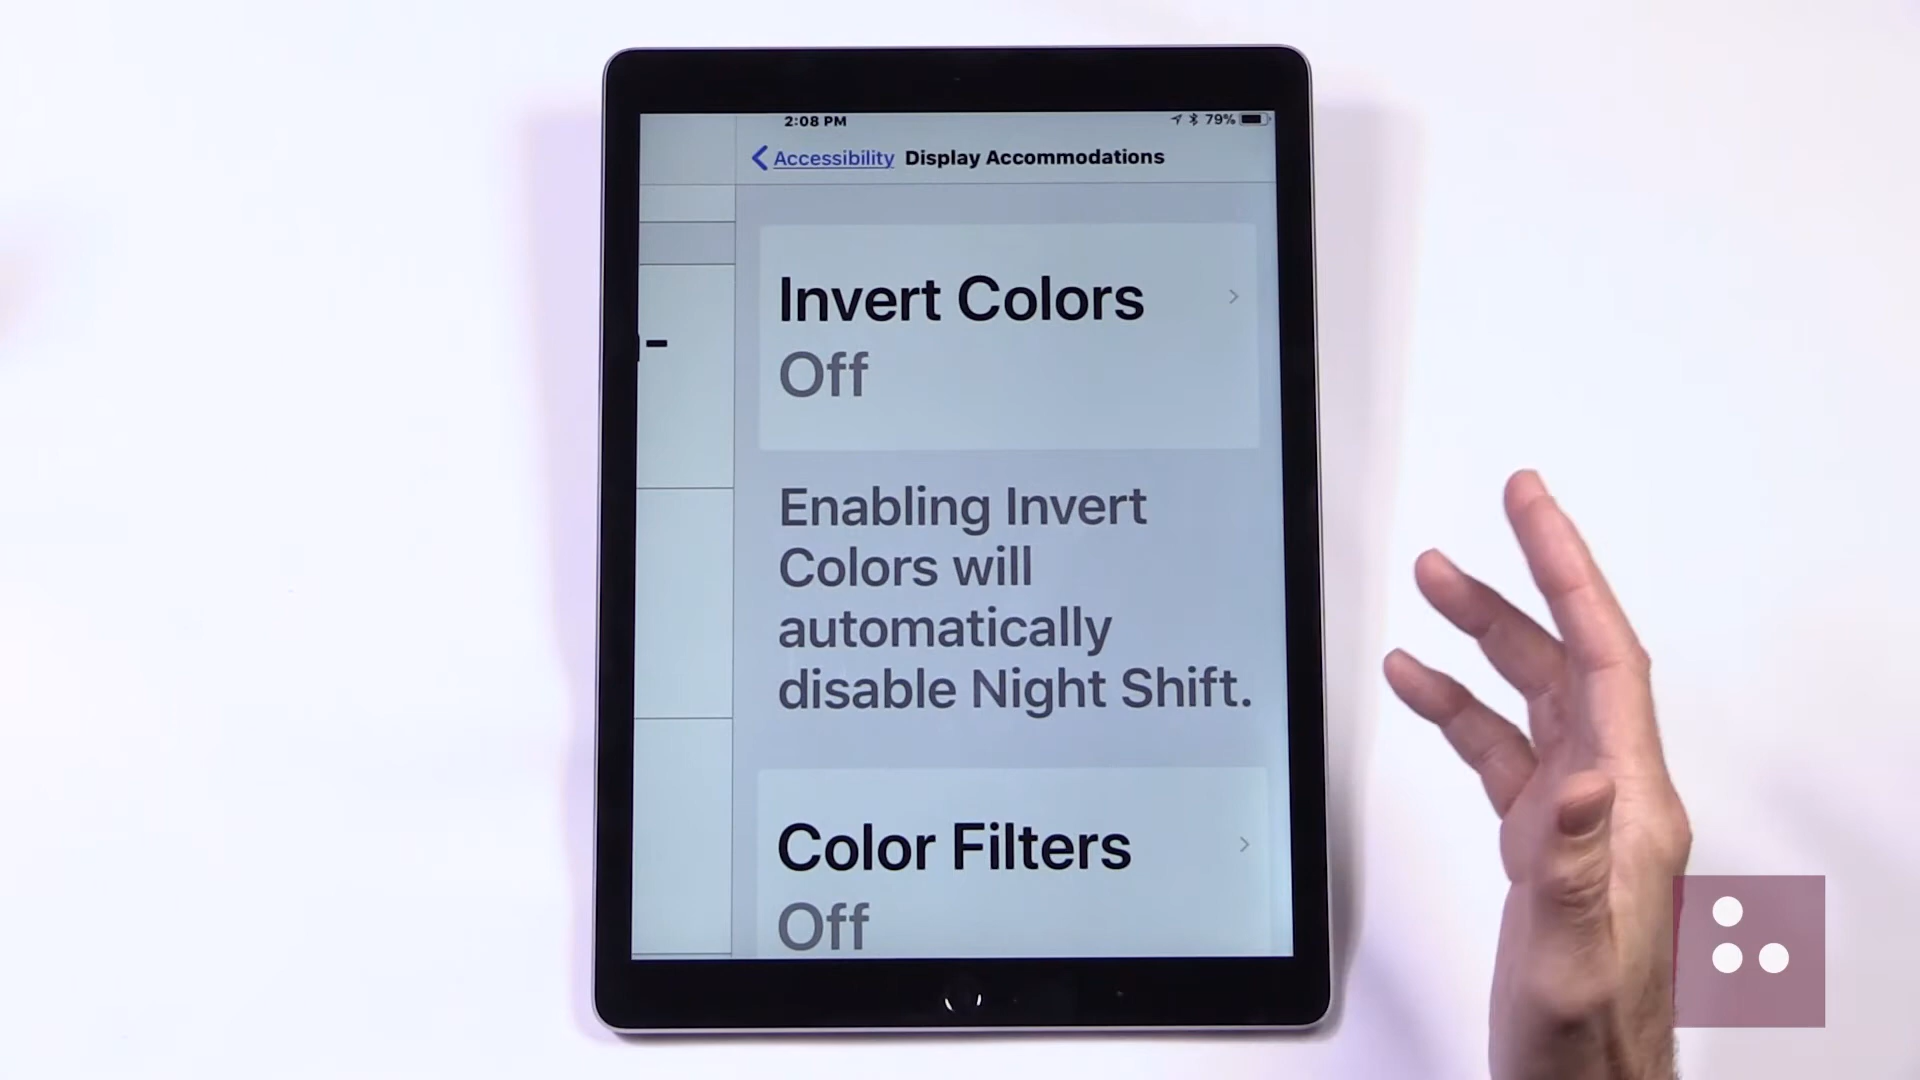 2:08 PM
79%
Accessibility Display Accommodations
Invert Colors
Off
Enabling Invert
Colors will
automatically
disable Night Shift.
Color Filters
Off